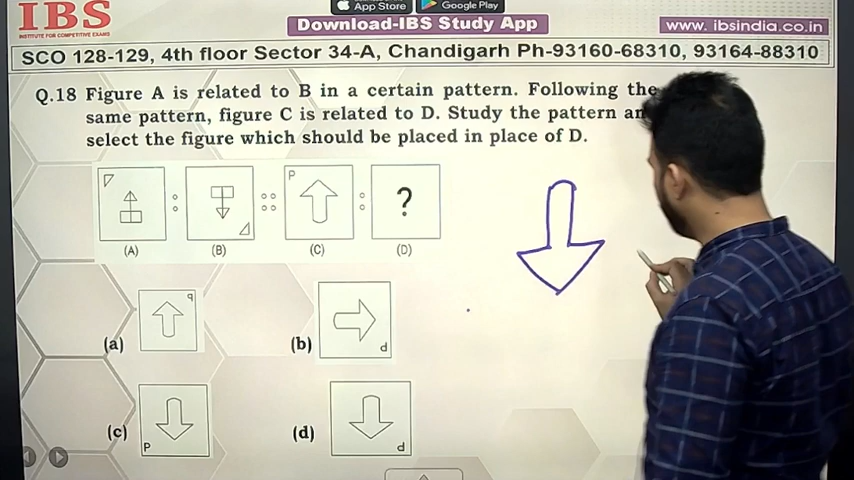 IBS
INSTITUTE FOR COMPETITIVE EXAMS
App Store
Google Play
Download-IBS Study App
www. ibsindia.co.in
SCO 128-129, 4th floor Sector 34-A, Chandigarh Ph-93160-68310, 93164-88310
Q.18 Figure A is related to B in a certain pattern. Following the
same pattern, figure C is related to D. Study the pattern an
select the figure which should be placed in place of D.
P
?
(A)
(B)
(C)
(D)
(a)
q
(b)
d
(c)
P
(d)
d